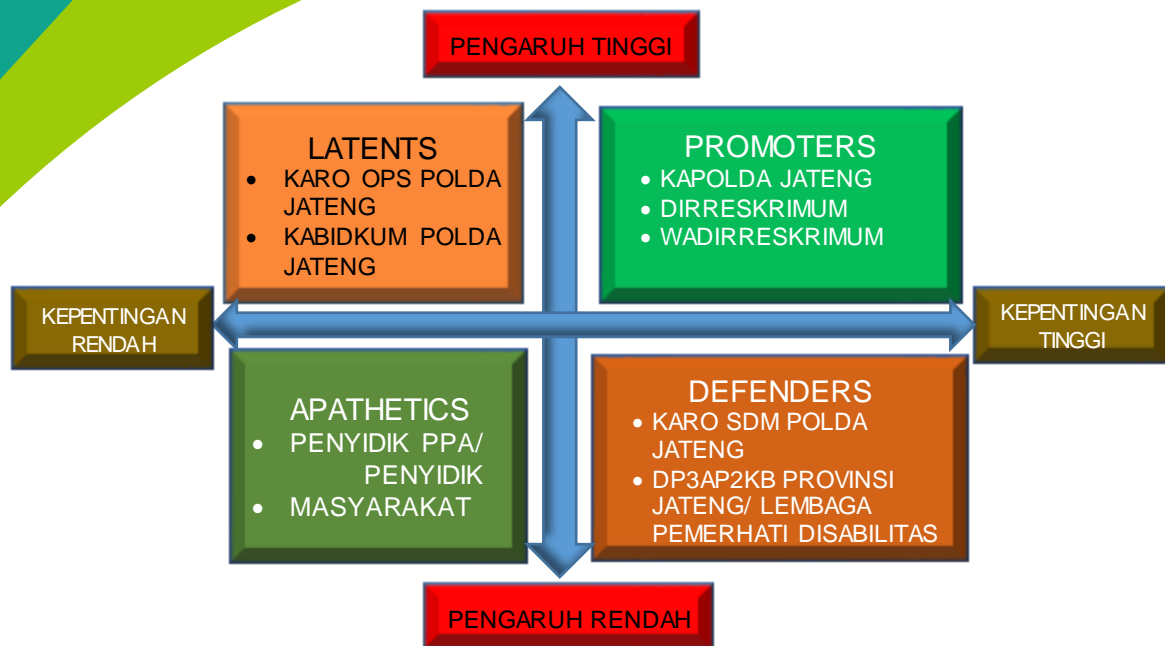 PENGARUH TINGGI
LATENTS
• KARO OPS POLDA
JATENG
• KABIDKUM POLDA
JATENG
PROMOTERS
• KAPOLDA JATENG
• DIRRESKRIMUM
• WADIRRESKRIMUM
KEPENTINGAN
RENDAH
KEPENTINGAN
TINGGI
APATHETICS
• PENYIDIK PPA/
PENYIDIK
• MASYARAKAT
DEFENDERS
• KARO SDM POLDA
JATENG
• DP3AP2KB PROVINSI
JATENG/ LEMBAGA
PEMERHATI DISABILITAS
PENGARUH RENDAH